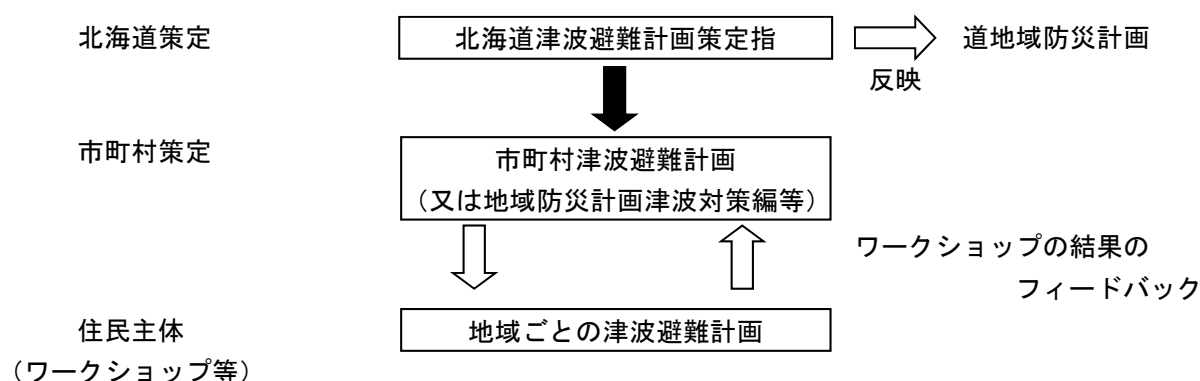 北海道策定
北海道津波避難計画策定指
道地域防災計画
反映
市町村策定
市町村津波避難計画
（又は地域防災計画津波対策編等）
ワークショップの結果の
フィードバック
住民主体
地域ごとの津波避難計画
（ワークショップ等）